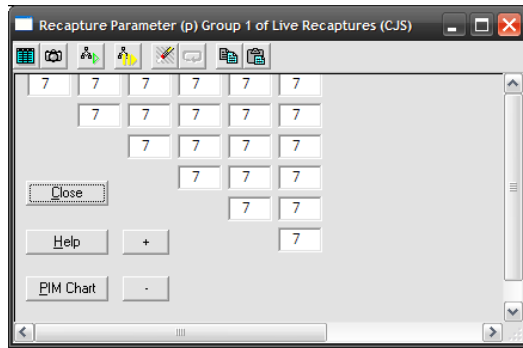 Recapture Parameter (p) Group 1 of Live Recaptures (CJS)
7 7 7 7 7 7
7 7 7 7 7
7 7 7 7
7 7 7
Close
7 7
Help + 7
PIM Chart -